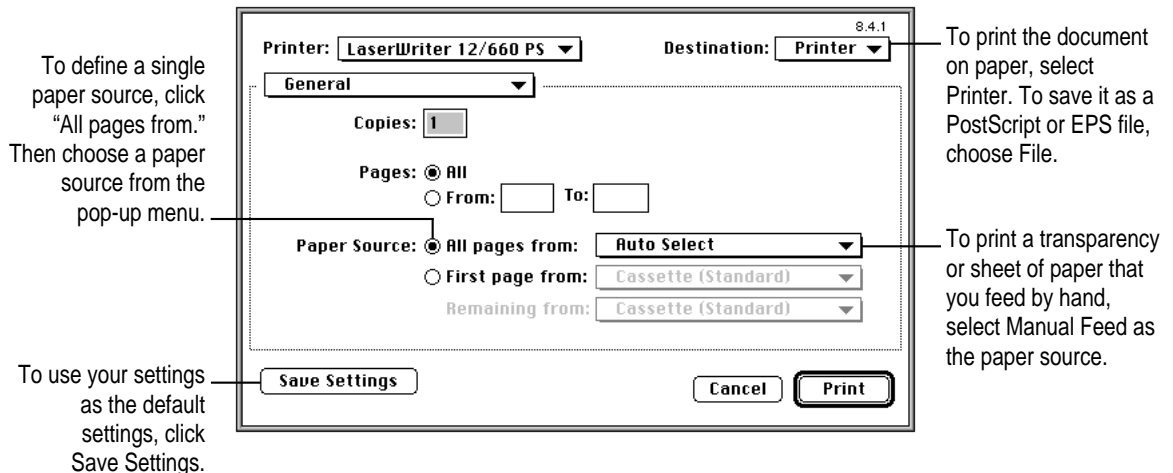 8.4.1
Printer: LaserWriter 12/660 PS
Destination: Printer
General
Copies: 1
Pages: All
From: To:
Paper Source: All pages from: Auto Select
First page from: Cassette (Standard)
Remaining from: Cassette (Standard)
Save Settings
Cancel
Print
To define a single
paper source, click
“All pages from.”
Then choose a paper
source from the
pop-up menu.
To use your settings
as the default
settings, click
Save Settings.
To print the document
on paper, select
Printer. To save it as a
PostScript or EPS file,
choose File.
To print a transparency
or sheet of paper that
you feed by hand,
select Manual Feed as
the paper source.